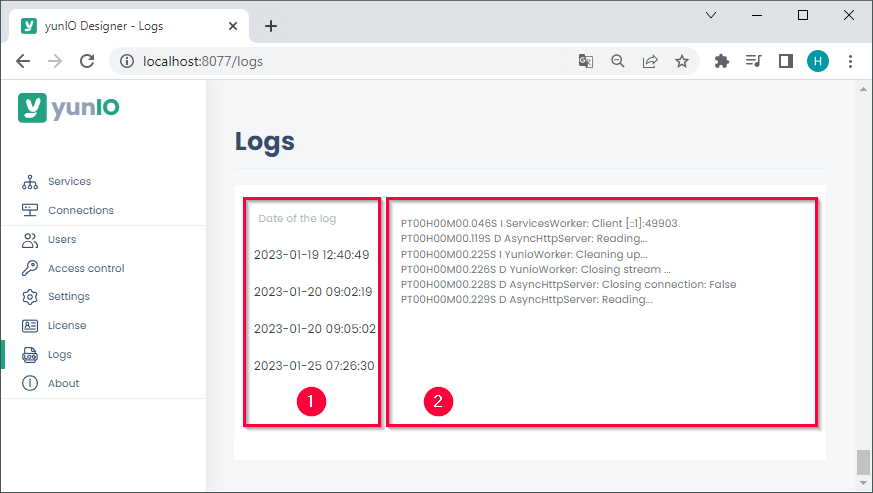 yunIO Designer - Logs
localhost:8077/logs
H
yunIO
Services
Connections
Users
Access control
Settings
License
Logs
About
Logs
Date of the log
2023-01-19 12:40:49
2023-01-20 09:02:19
2023-01-20 09:05:02
2023-01-25 07:26:30
1
PT00H00M00.046S I ServicesWorker: Client [::1]:49903
PT00H00M00.119S D AsyncHttpServer: Reading...
PT00H00M00.225S I YunioWorker: Cleaning up...
PT00H00M00.226S D YunioWorker: Closing stream ...
PT00H00M00.228S D AsyncHttpServer: Closing connection: False
PT00H00M00.229S D AsyncHttpServer: Reading...
2